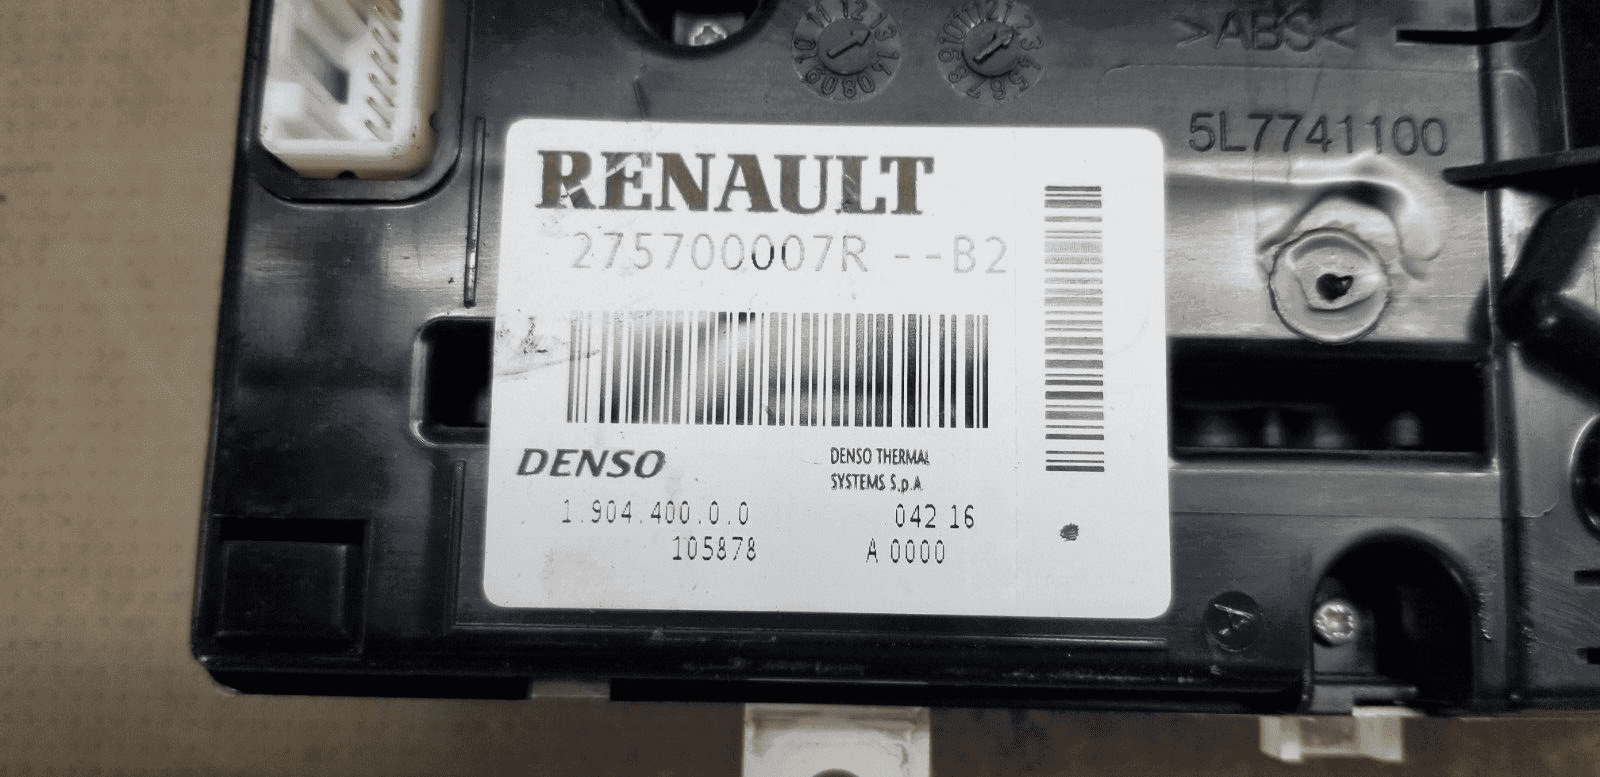 >ABS<
5L7741100
RENAULT
275700007R --B2
DENSO
DENSO THERMAL
SYSTEMS S.p.A.
1.904.400.0.0
042 16
105878
A 0000